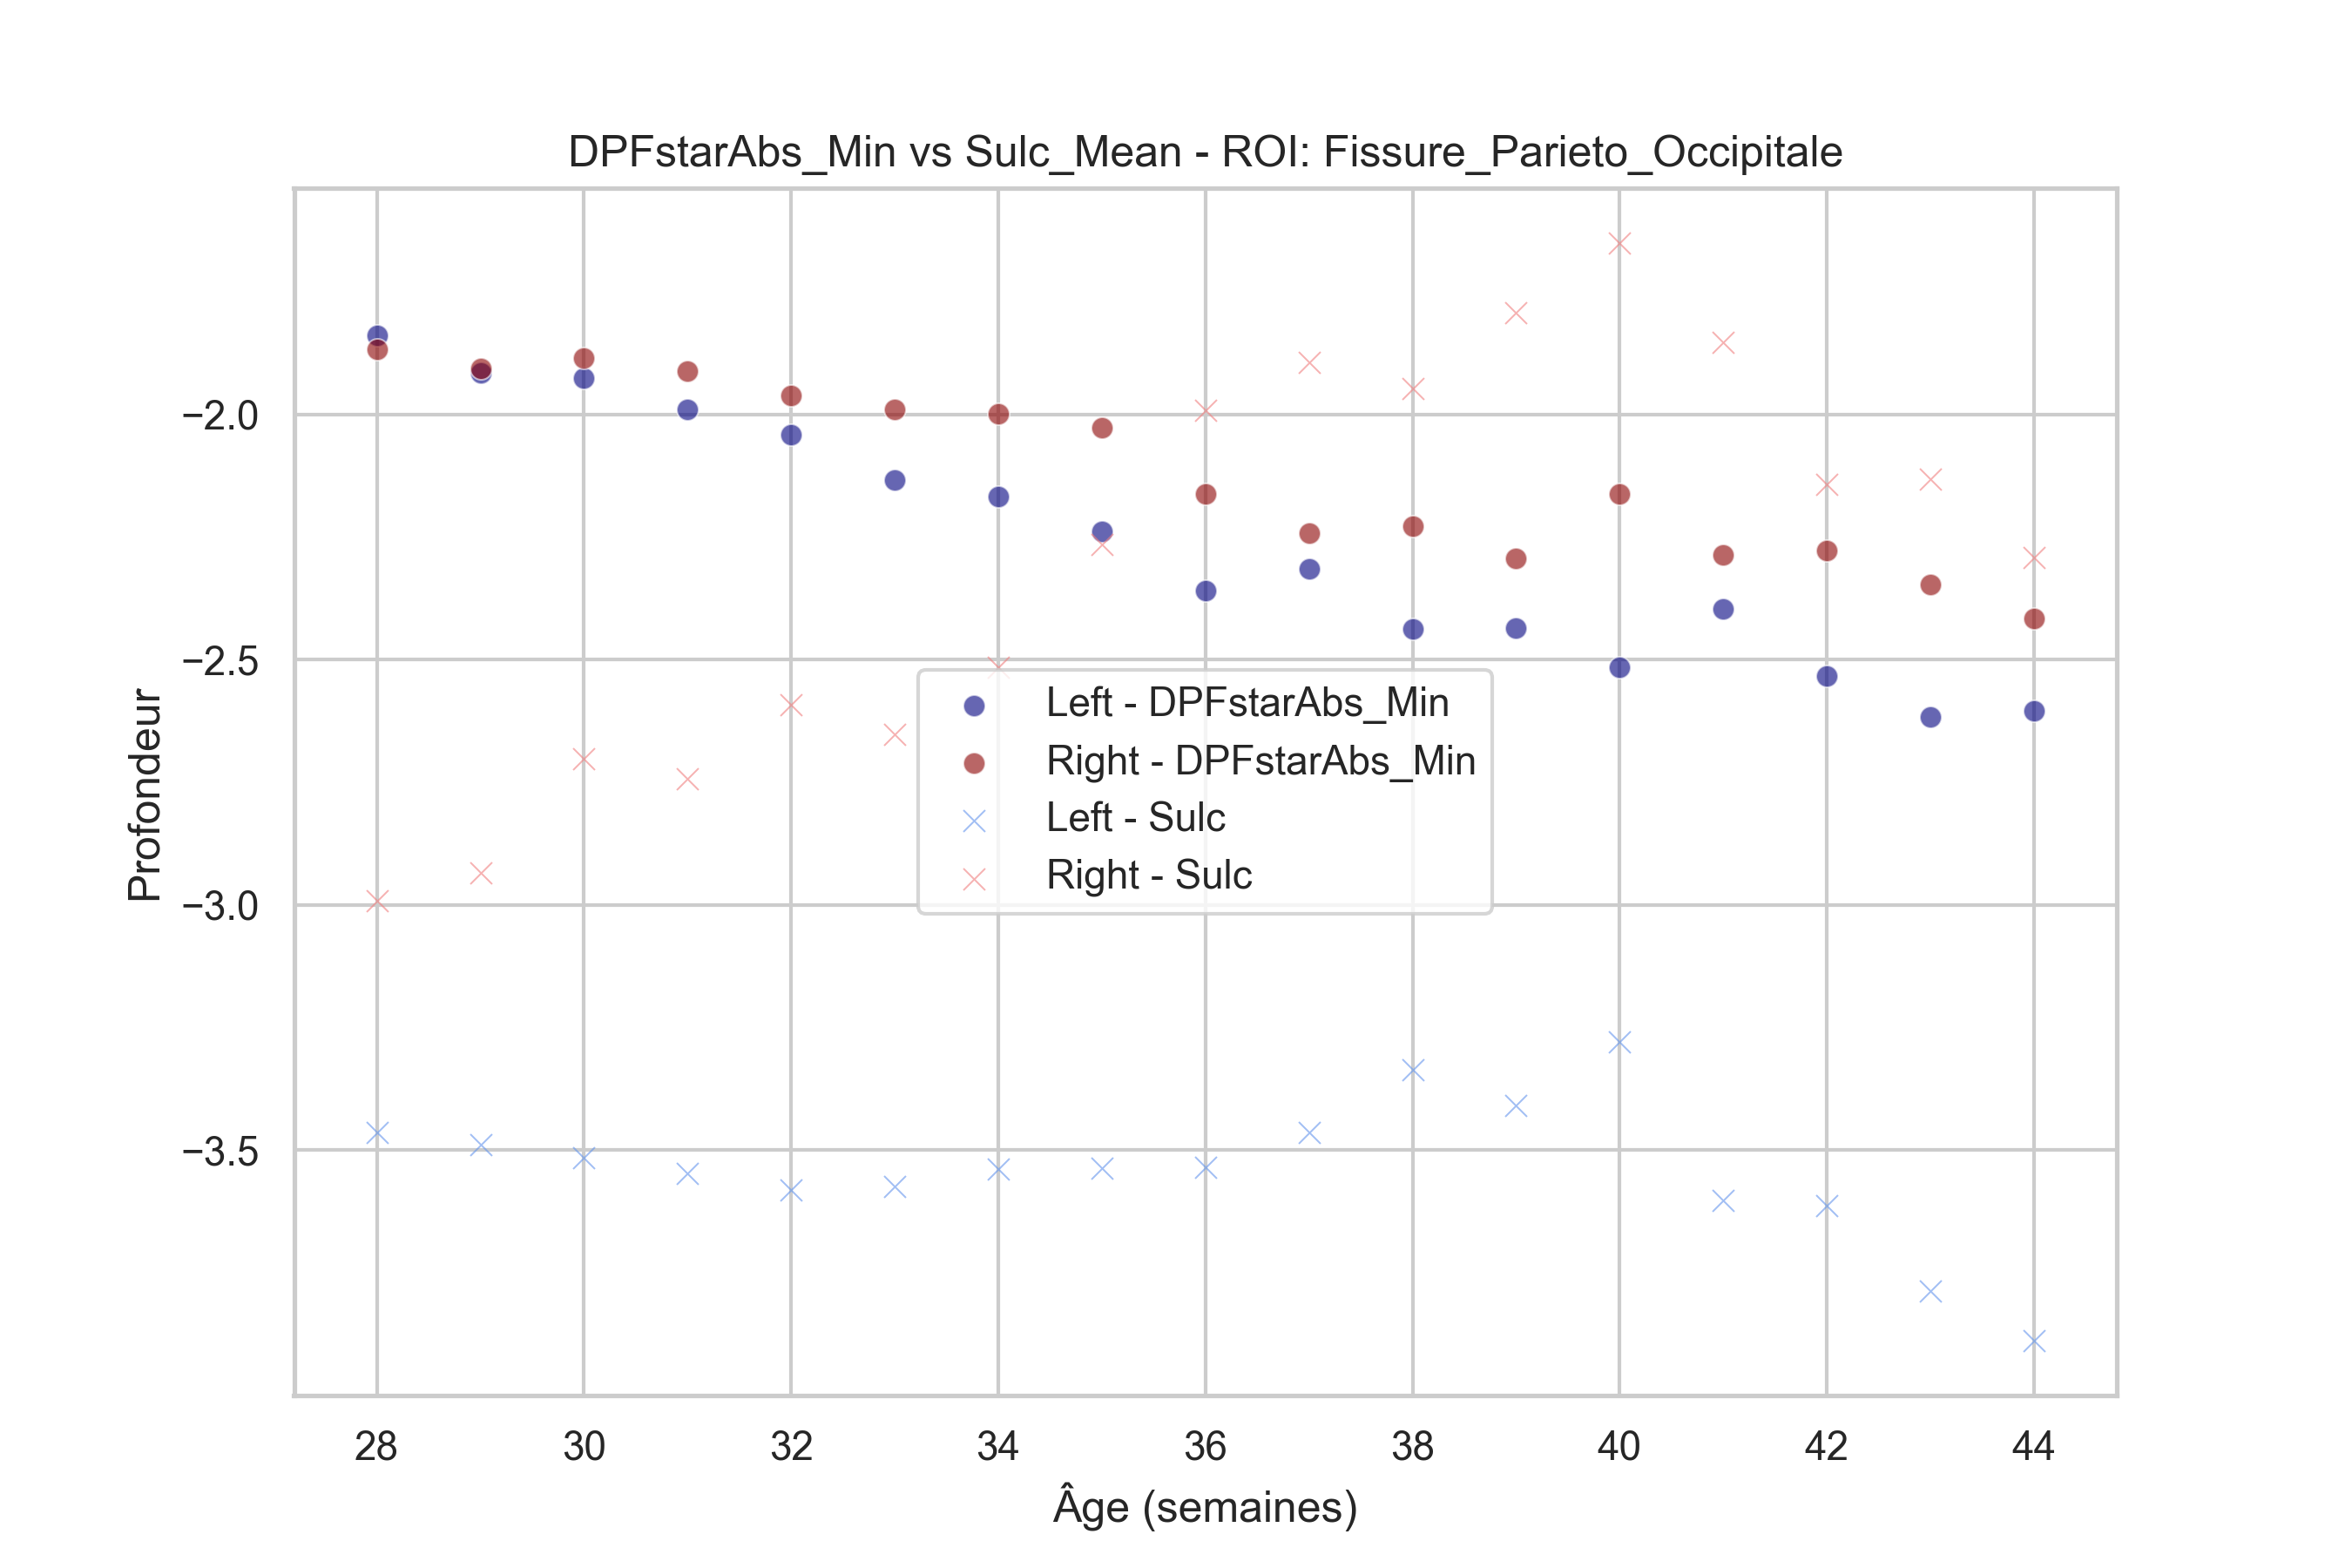 DPFstarAbs_Min vs Sulc_Mean - ROI: Fissure_Parieto_Occipitale
Profondeur
−2.0
−2.5
−3.0
−3.5
Left - DPFstarAbs_Min
Right - DPFstarAbs_Min
Left - Sulc
Right - Sulc
28 30 32 34 36 38 40 42 44
Âge (semaines)